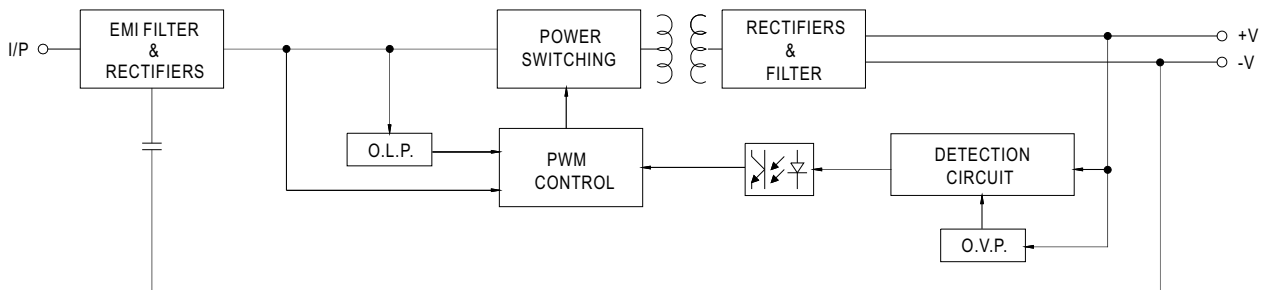 I/P
EMI FILTER
&
RECTIFIERS
POWER
SWITCHING
RECTIFIERS
&
FILTER
+V
-V
O.L.P.
PWM
CONTROL
DETECTION
CIRCUIT
O.V.P.